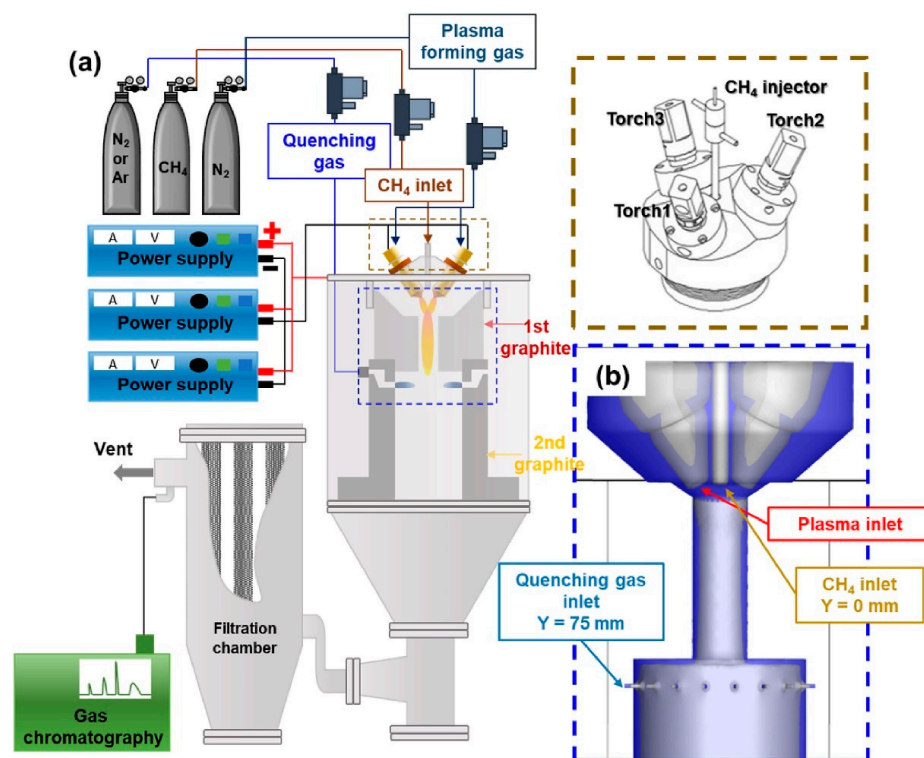 (a)
N₂
or
Ar
CH₄
N₂
Plasma
forming gas
Quenching
gas
CH₄ inlet
A
V
Power supply
+
−
A
V
Power supply
A
V
Power supply
1st
graphite
2nd
graphite
Vent
Filtration
chamber
Gas
chromatography
CH₄ injector
Torch3
Torch2
Torch1
(b)
Plasma inlet
Quenching gas
inlet
Y = 75 mm
CH₄ inlet
Y = 0 mm